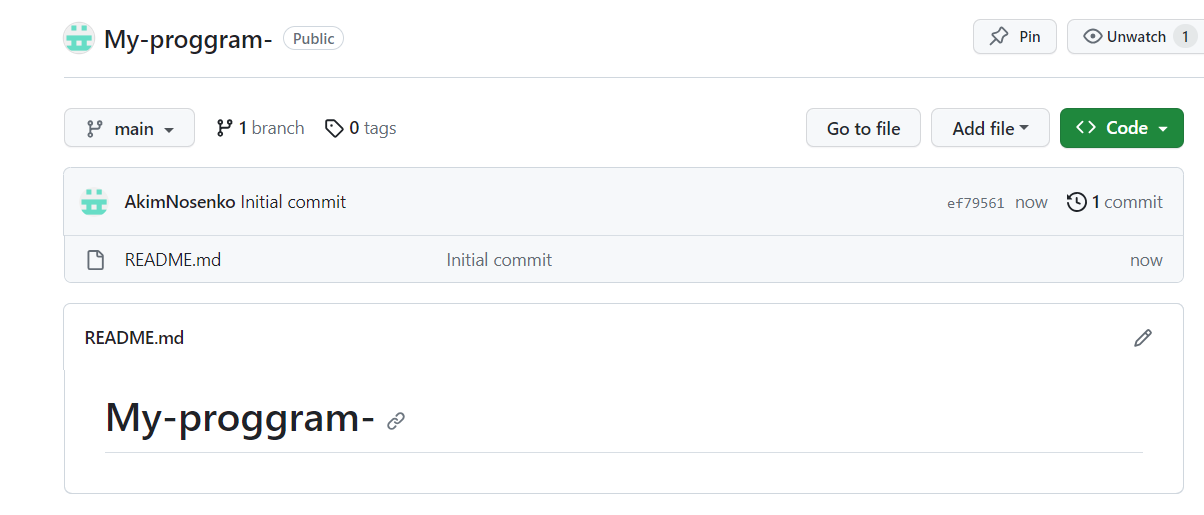 My-proggram- Public Pin Unwatch 1
main 1 branch 0 tags Go to file Add file Code
AkimNosenko Initial commit ef79561 now 1 commit
README.md Initial commit now
README.md
My-proggram-